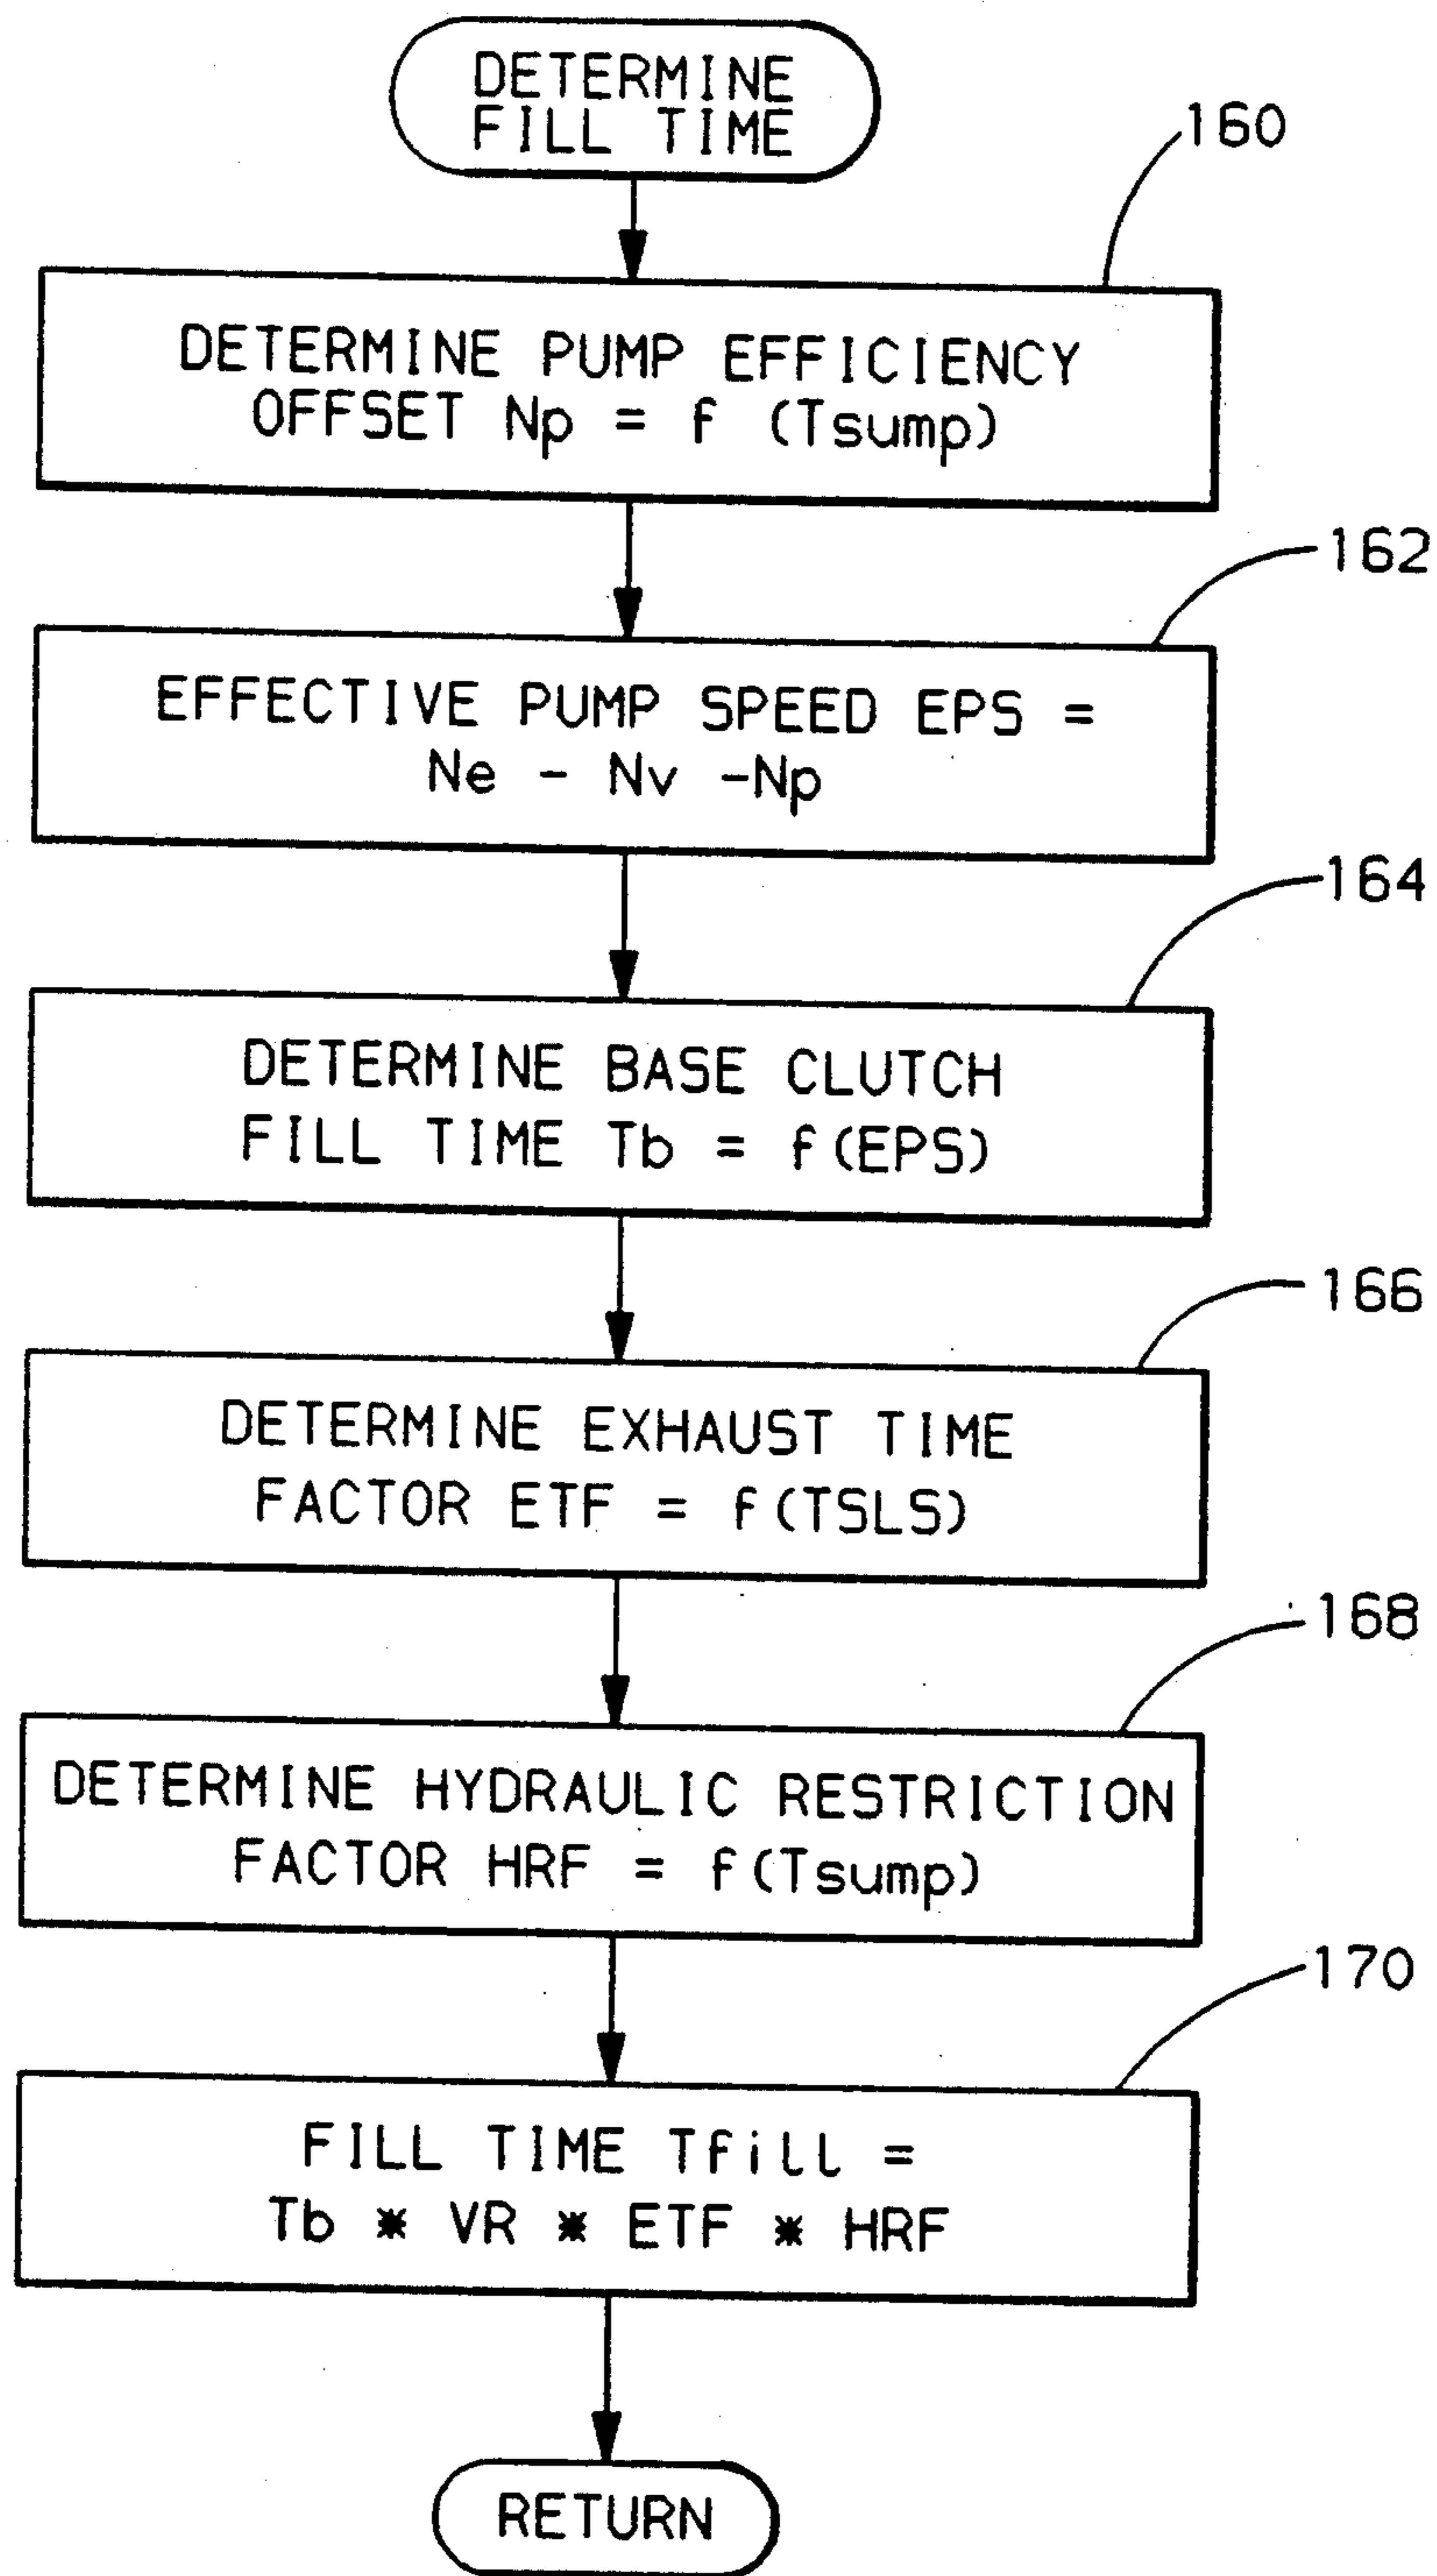 DETERMINE
FILL TIME
160
DETERMINE PUMP EFFICIENCY
OFFSET Np = f (Tsump)
162
EFFECTIVE PUMP SPEED EPS =
Ne - Nv -Np
164
DETERMINE BASE CLUTCH
FILL TIME Tb = f(EPS)
166
DETERMINE EXHAUST TIME
FACTOR ETF = f(TSLS)
168
DETERMINE HYDRAULIC RESTRICTION
FACTOR HRF = f(Tsump)
170
FILL TIME Tfill =
Tb * VR * ETF * HRF
RETURN